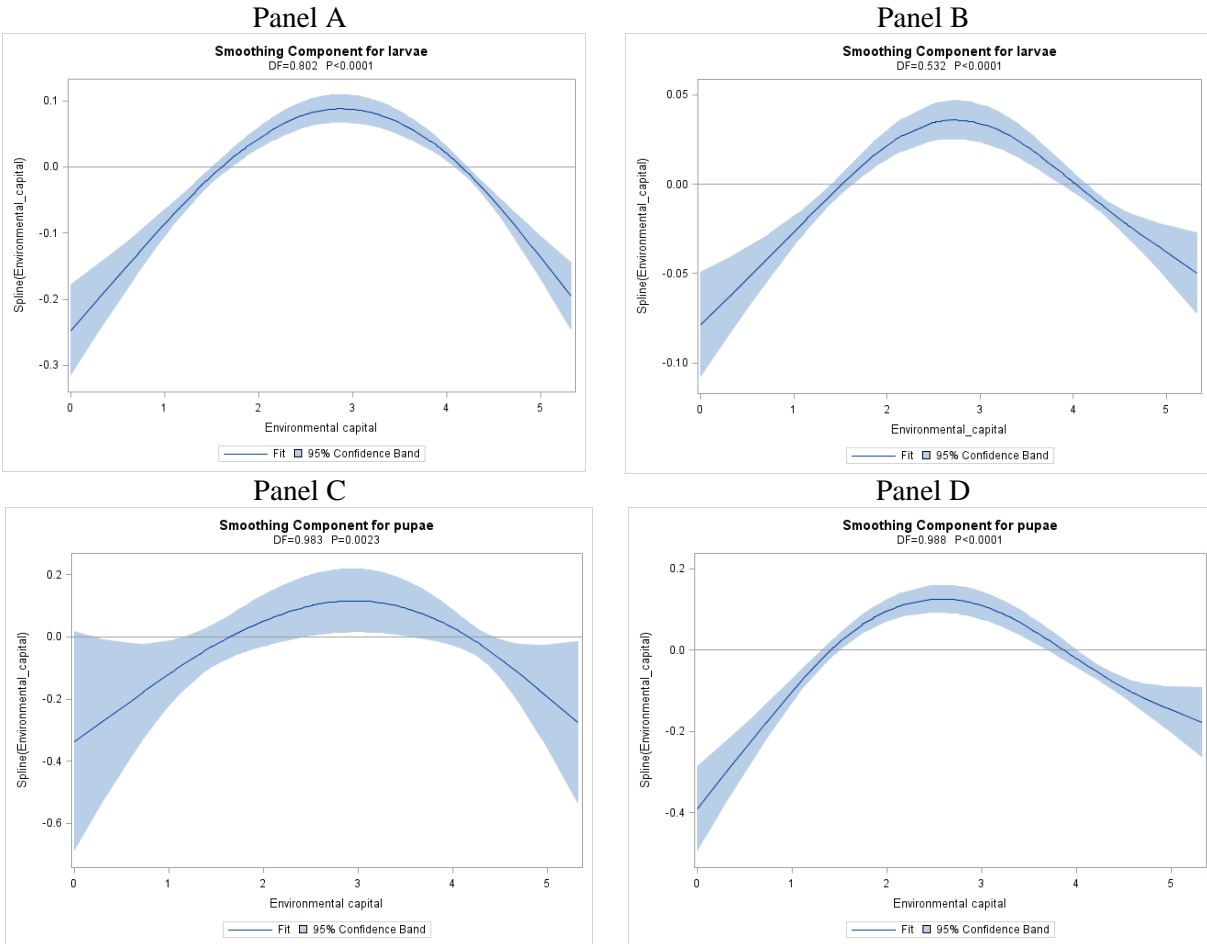 Panel A
Smoothing Component for larvae
DF=0.802 P<0.0001
0.1
0.0
-0.1
-0.2
-0.3
Spline(Environmental_capital)
0 1 2 3 4 5
Environmental capital
Fit 95% Confidence Band
Panel B
Smoothing Component for larvae
DF=0.532 P<0.0001
0.05
0.00
-0.05
-0.10
Spline(Environmental_capital)
0 1 2 3 4 5
Environmental_capital
Fit 95% Confidence Band
Panel C
Smoothing Component for pupae
DF=0.983 P=0.0023
0.2
0.0
-0.2
-0.4
-0.6
Spline(Environmental_capital)
0 1 2 3 4 5
Environmental capital
Fit 95% Confidence Band
Panel D
Smoothing Component for pupae
DF=0.988 P<0.0001
0.2
0.0
-0.2
-0.4
Spline(Environmental_capital)
0 1 2 3 4 5
Environmental capital
Fit 95% Confidence Band